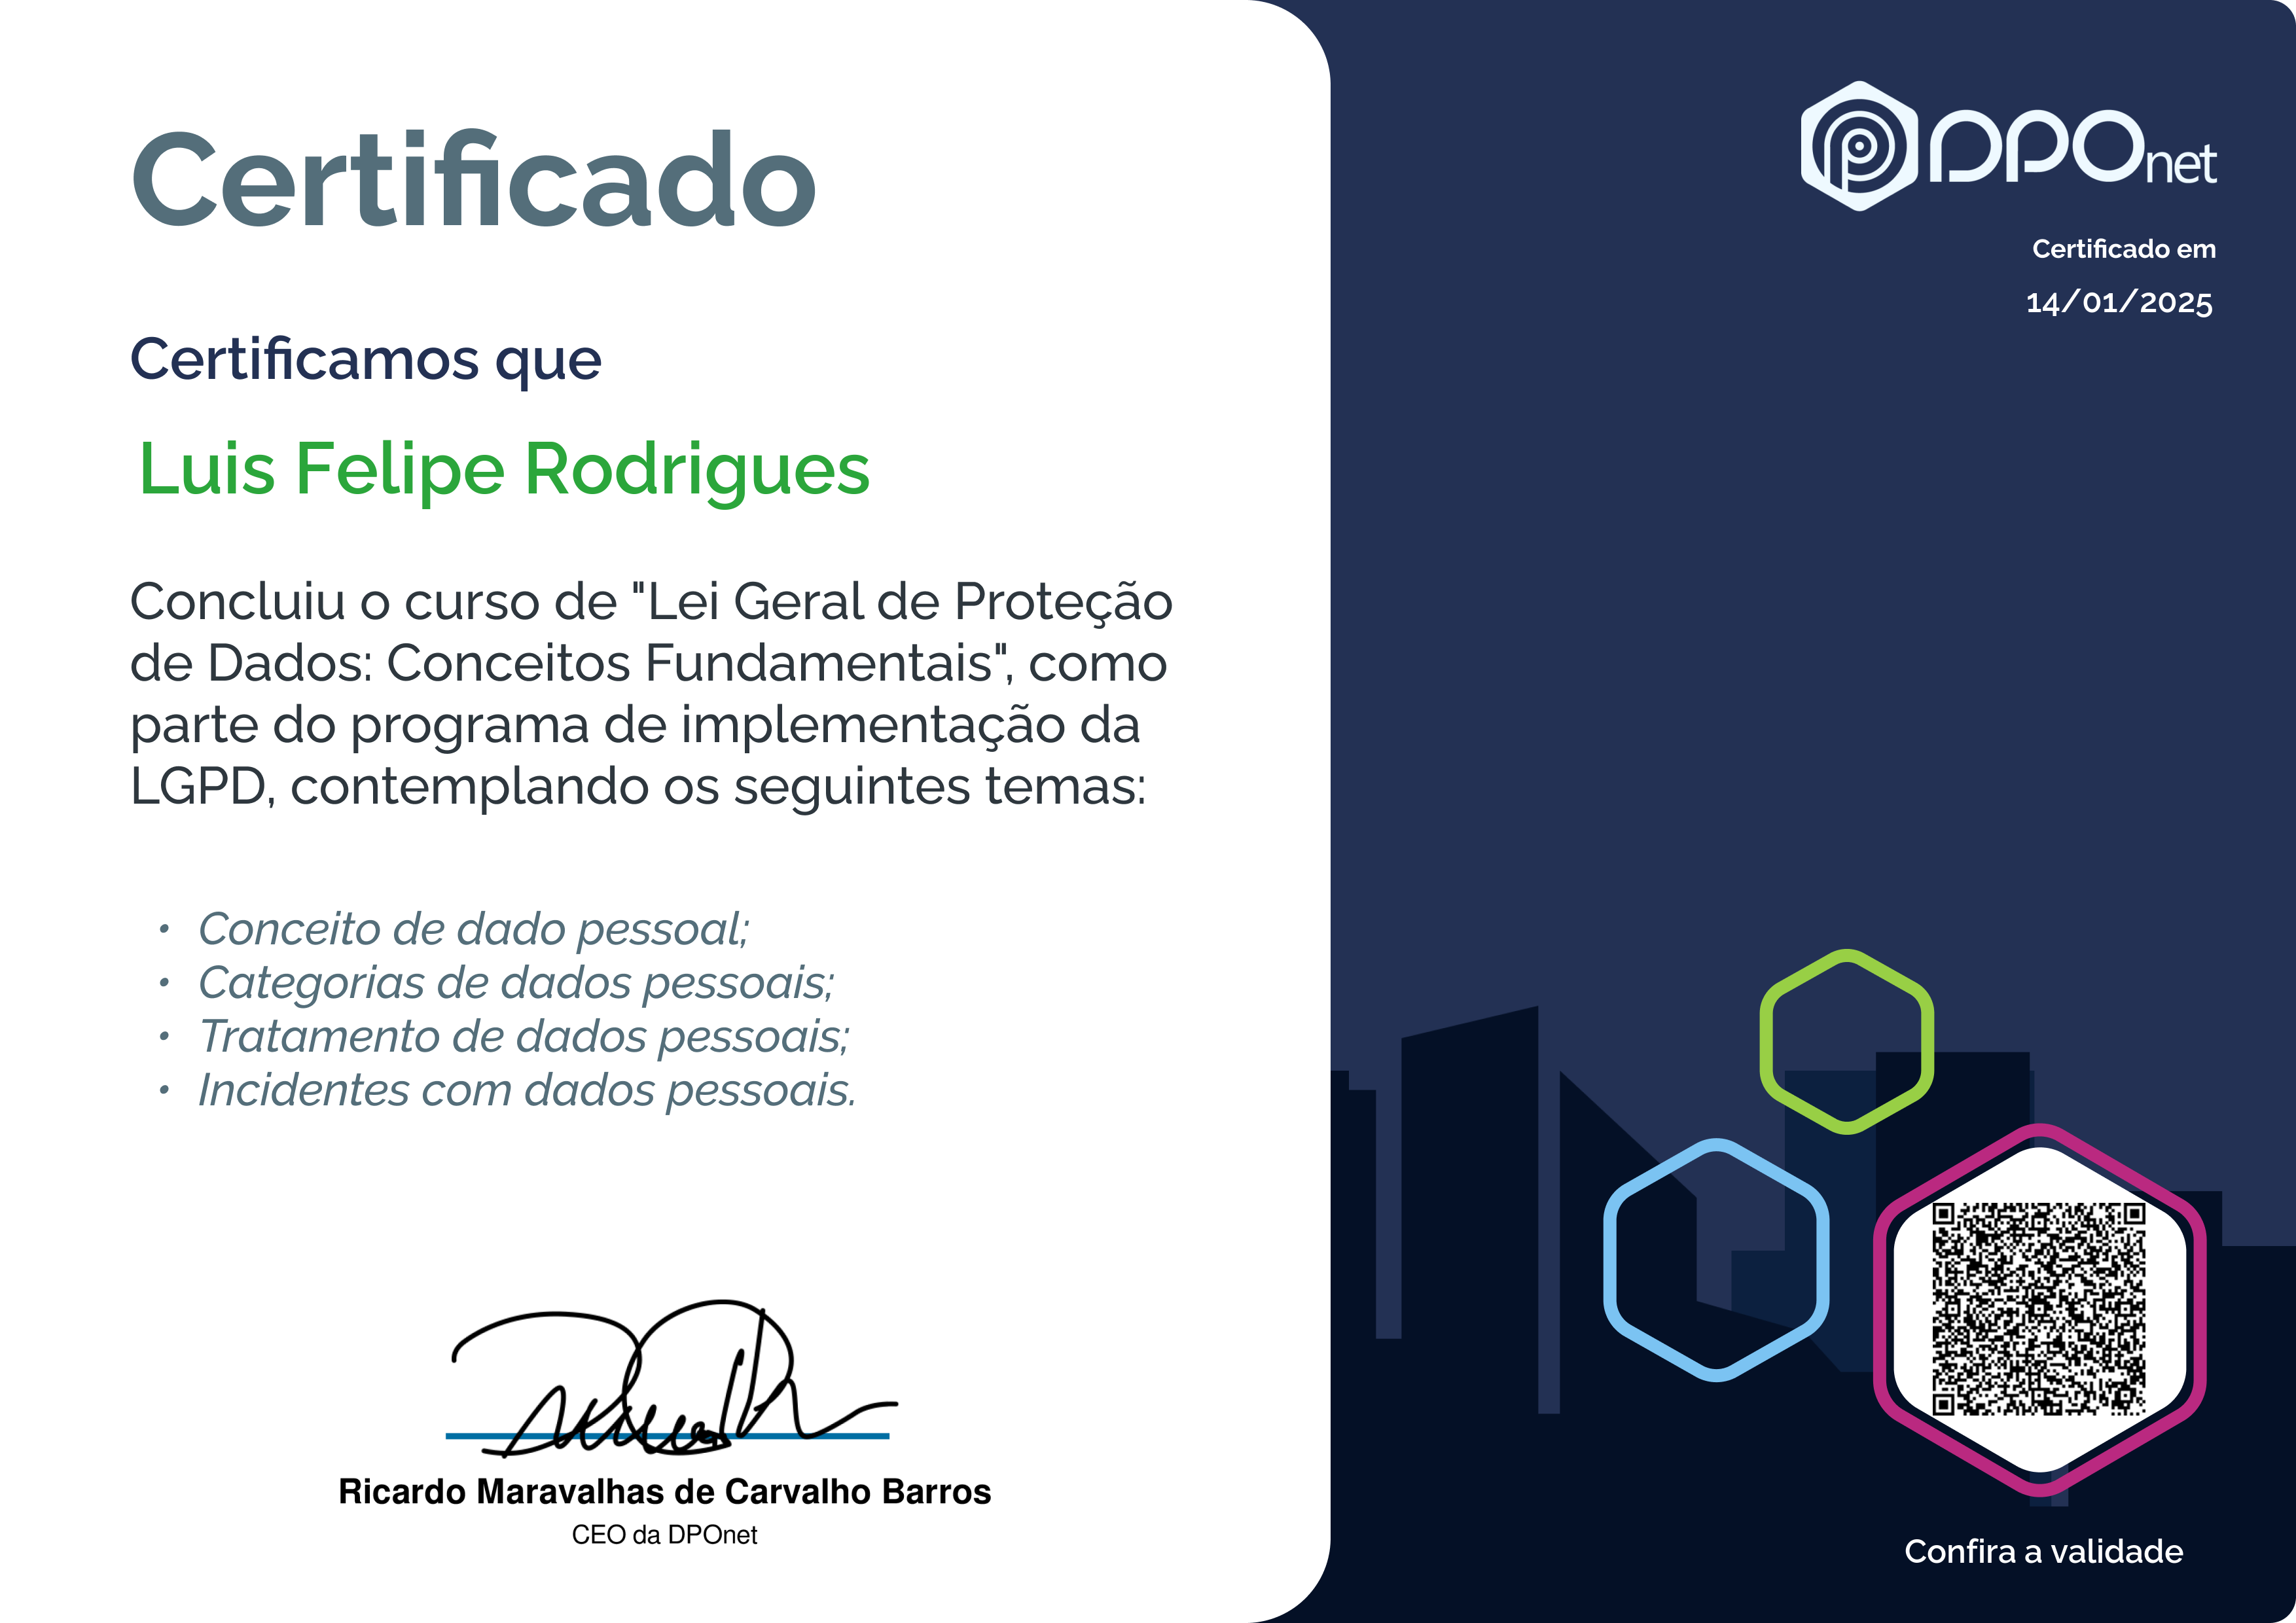 Certificado
Certificamos que
Luis Felipe Rodrigues
Concluiu o curso de "Lei Geral de Proteção
de Dados: Conceitos Fundamentais", como
parte do programa de implementação da
LGPD, contemplando os seguintes temas:
• Conceito de dado pessoal;
• Categorias de dados pessoais;
• Tratamento de dados pessoais;
• Incidentes com dados pessoais.
Ricardo Maravalhas de Carvalho Barros
CEO da DPOnet
DPOnet
Certificado em
14/01/2025
Confira a validade